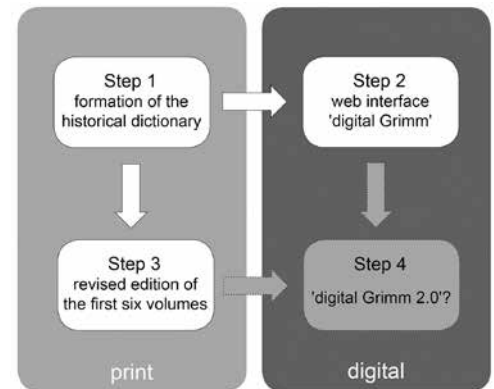 Step 1
formation of the
historical dictionary
Step 2
web interface
'digital Grimm'
Step 3
revised edition of
the first six volumes
Step 4
'digital Grimm 2.0'?
print
digital